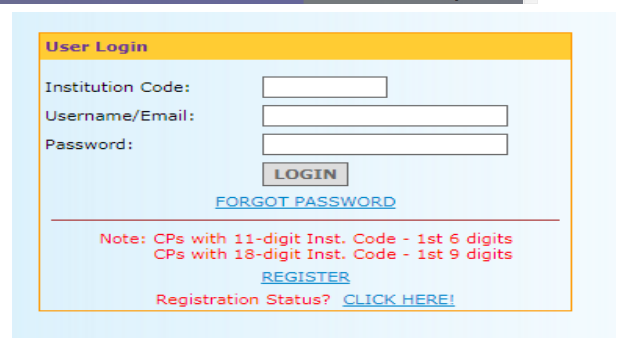 User Login
Institution Code:
Username/Email:
Password:
LOGIN
FORGOT PASSWORD
Note: CPs with 11-digit Inst. Code - 1st 6 digits
CPs with 18-digit Inst. Code - 1st 9 digits
REGISTER
Registration Status? CLICK HERE!